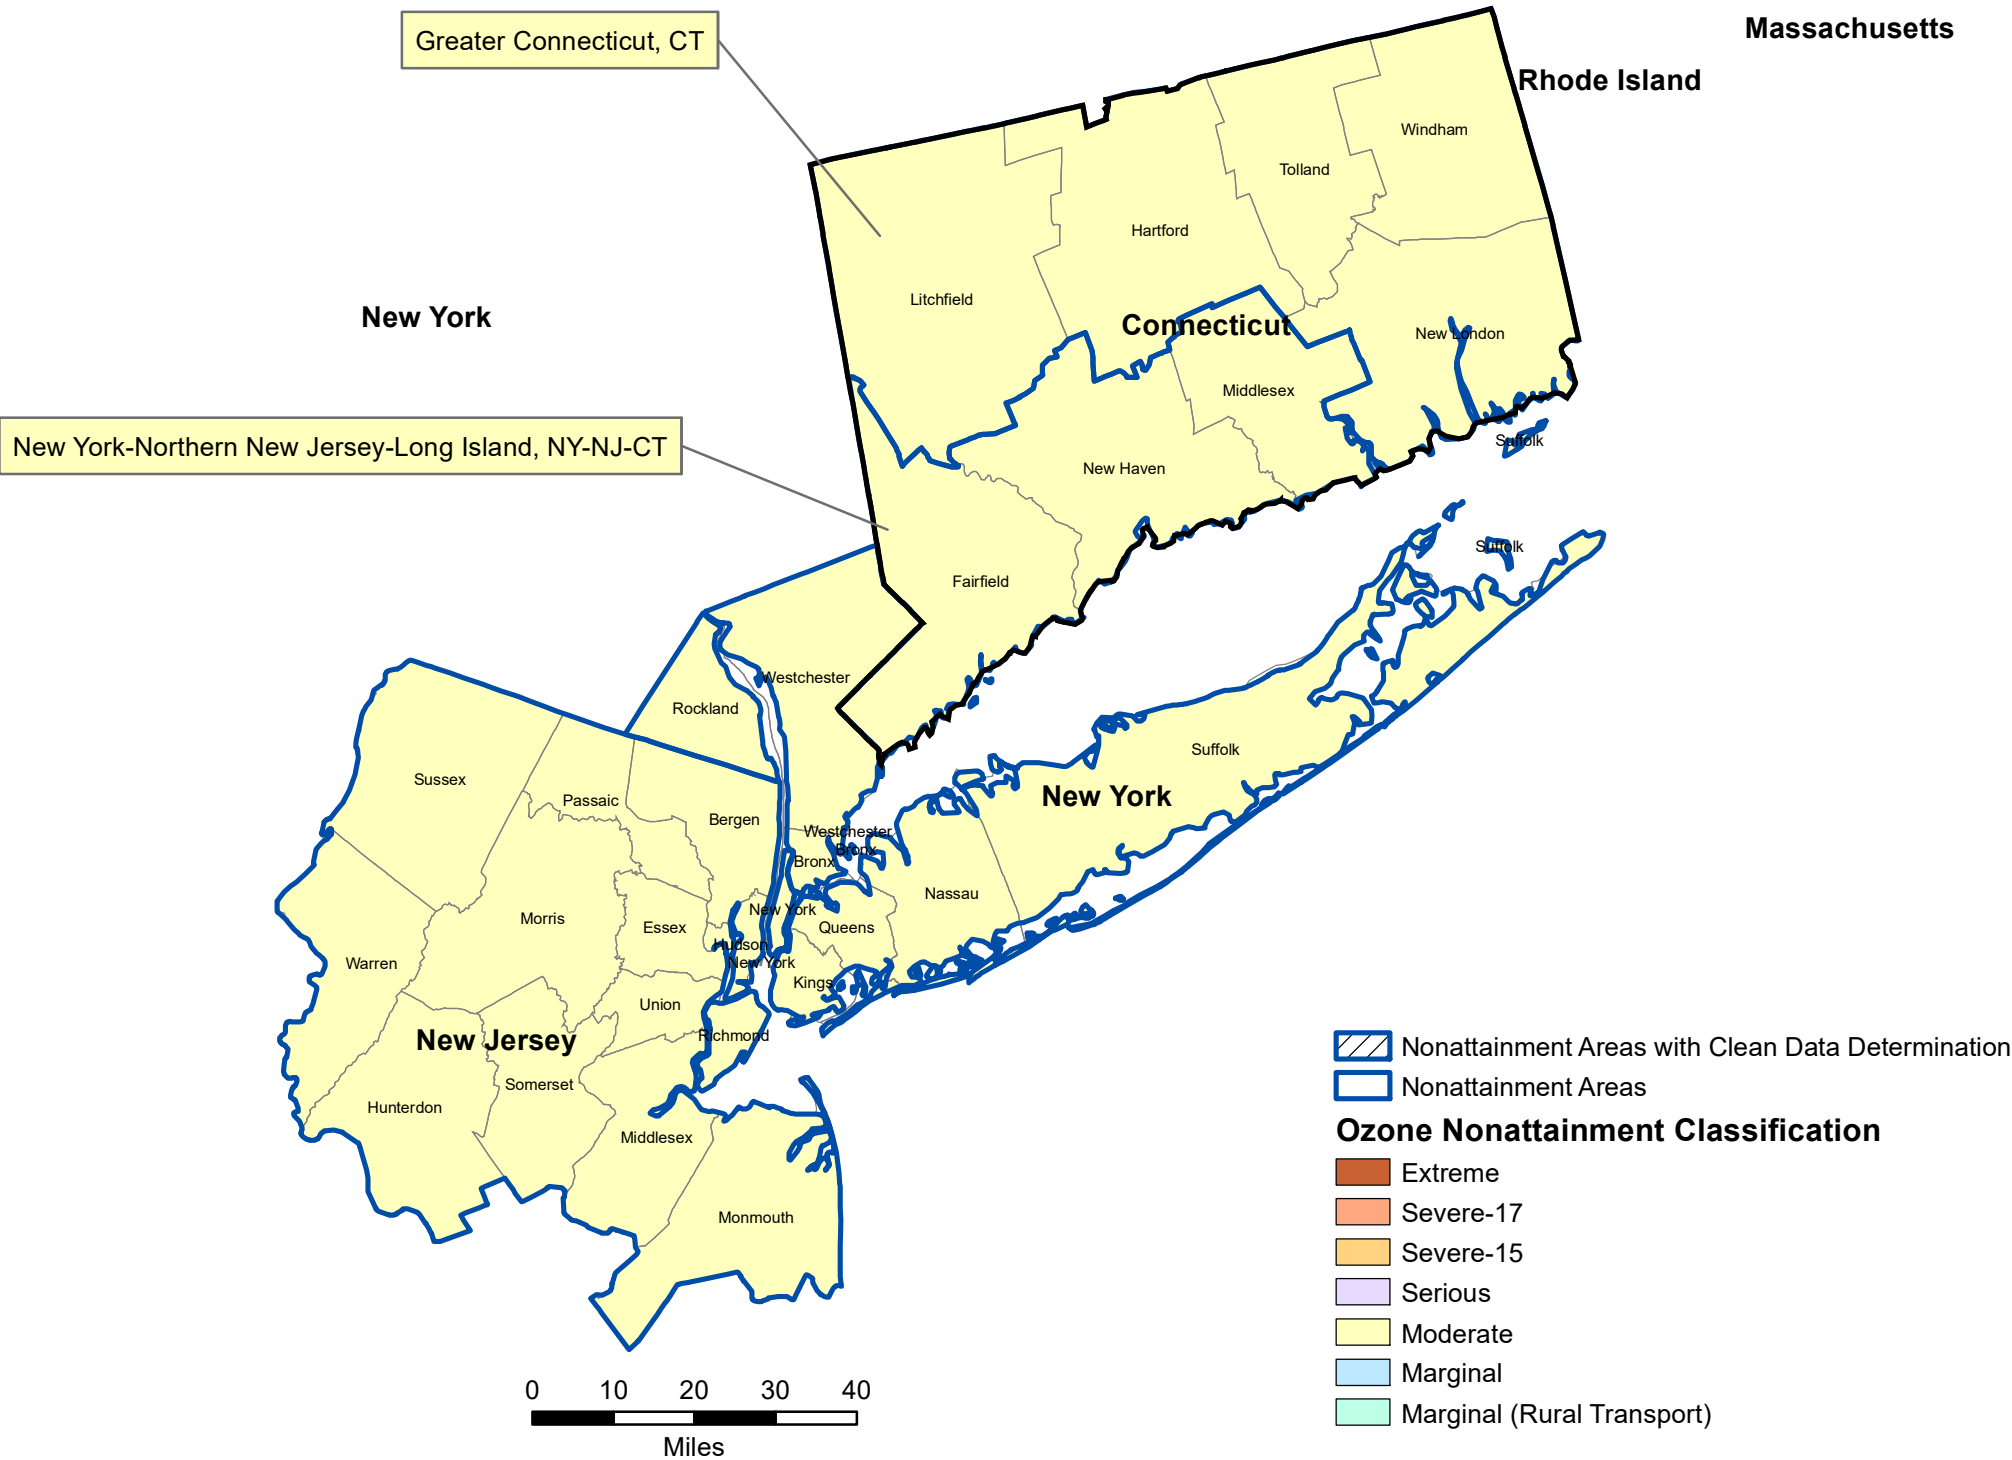 Massachusetts
Greater Connecticut, CT
Rhode Island
Windham
Tolland
Hartford
Litchfield
New York
Connecticut
New London
Middlesex
Suffolk
New York-Northern New Jersey-Long Island, NY-NJ-CT
New Haven
Suffolk
Fairfield
Westchester
Rockland
Suffolk
Sussex
New York
Passaic
Bergen
Westchester
Bronx
Bronx
Nassau
New York
Morris
Essex
Queens
Hudson
New York
Warren
Kings
Union
Richmond
New Jersey
Somerset
Hunterdon
Middlesex
Monmouth
Nonattainment Areas with Clean Data Determination
Nonattainment Areas
Ozone Nonattainment Classification
Extreme
Severe-17
Severe-15
Serious
Moderate
Marginal
Marginal (Rural Transport)
0 10 20 30 40
Miles